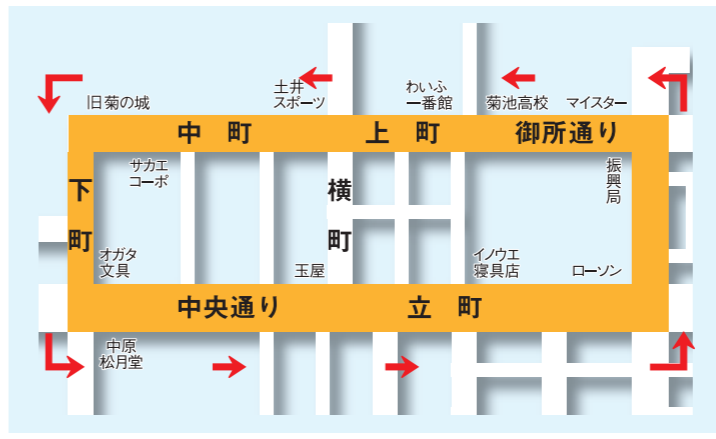 旧菊の城
土井
スポーツ
わいふ
一番館
菊池高校
マイスター
中町
上町
御所通り
サカエ
コーポ
下町
横町
振興局
オガタ
文具
玉屋
イノウエ
寝具店
ローソン
中央通り
立町
中原
松月堂